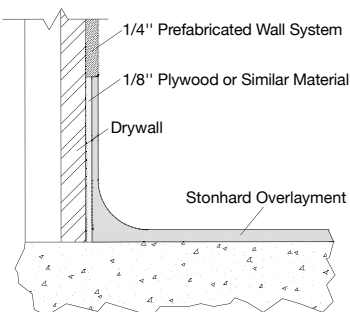 1/4'' Prefabricated Wall System
1/8'' Plywood or Similar Material
Drywall
Stonhard Overlayment